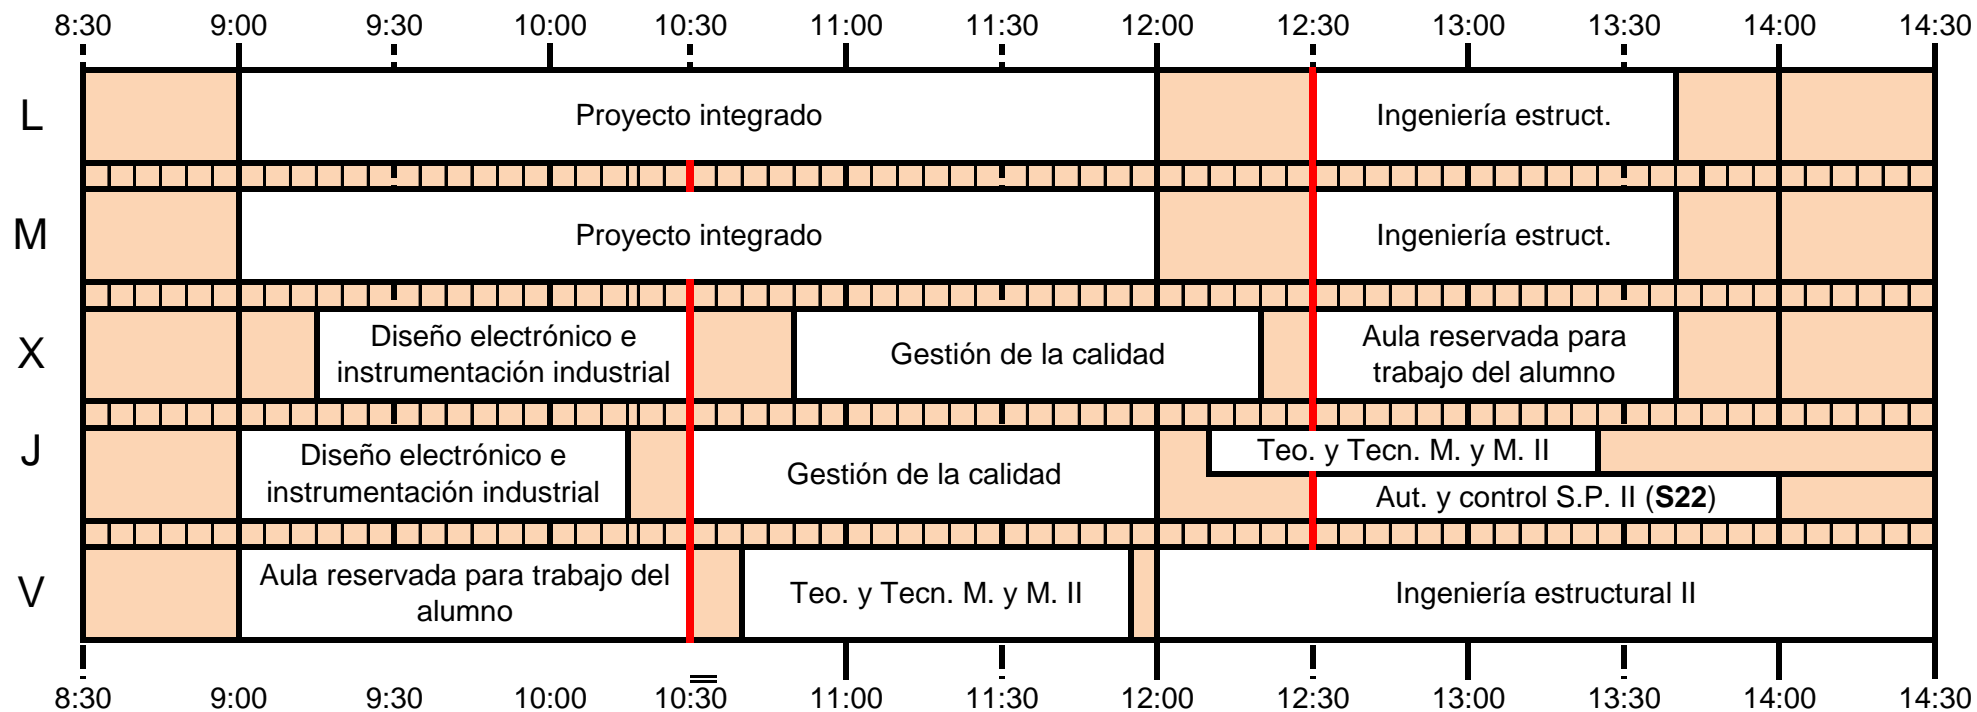 8:30 9:00 9:30 10:00 10:30 11:00 11:30 12:00 12:30 13:00 13:30 14:00 14:30
L Proyecto integrado Ingeniería estruct.
M Proyecto integrado Ingeniería estruct.
X
Diseño electrónico e
instrumentación industrial
Gestión de la calidad
Aula reservada para
trabajo del alumno
J
Diseño electrónico e
instrumentación industrial
Gestión de la calidad
Teo. y Tecn. M. y M. II
Aut. y control S.P. II (S22)
V
Aula reservada para trabajo del
alumno
Teo. y Tecn. M. y M. II
Ingeniería estructural II
8:30 9:00 9:30 10:00 10:30 11:00 11:30 12:00 12:30 13:00 13:30 14:00 14:30